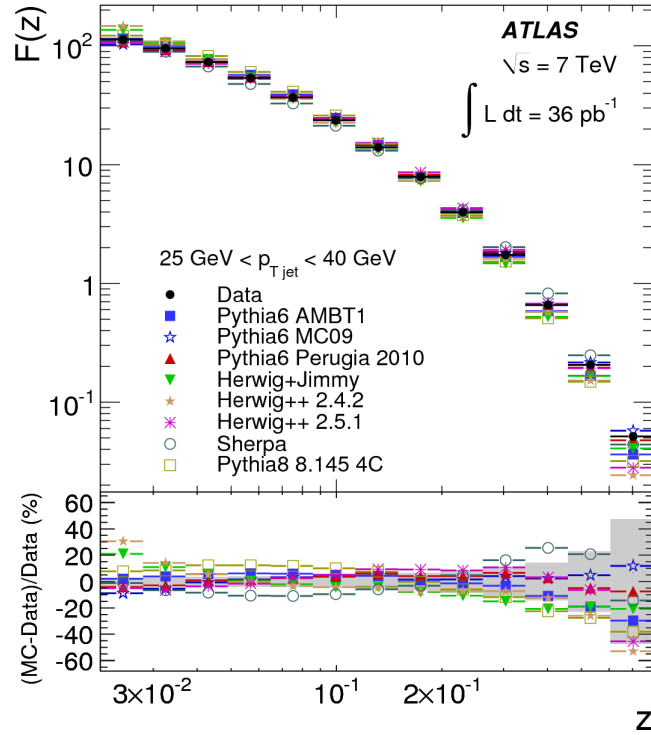 F(z)
10²
10
1
10⁻¹
ATLAS
√s = 7 TeV
∫ L dt = 36 pb⁻¹
25 GeV < p_T jet < 40 GeV
Data
Pythia6 AMBT1
Pythia6 MC09
Pythia6 Perugia 2010
Herwig+Jimmy
Herwig++ 2.4.2
Herwig++ 2.5.1
Sherpa
Pythia8 8.145 4C
(MC-Data)/Data (%)
60
40
20
0
-20
-40
-60
3×10⁻² 10⁻¹ 2×10⁻¹
z